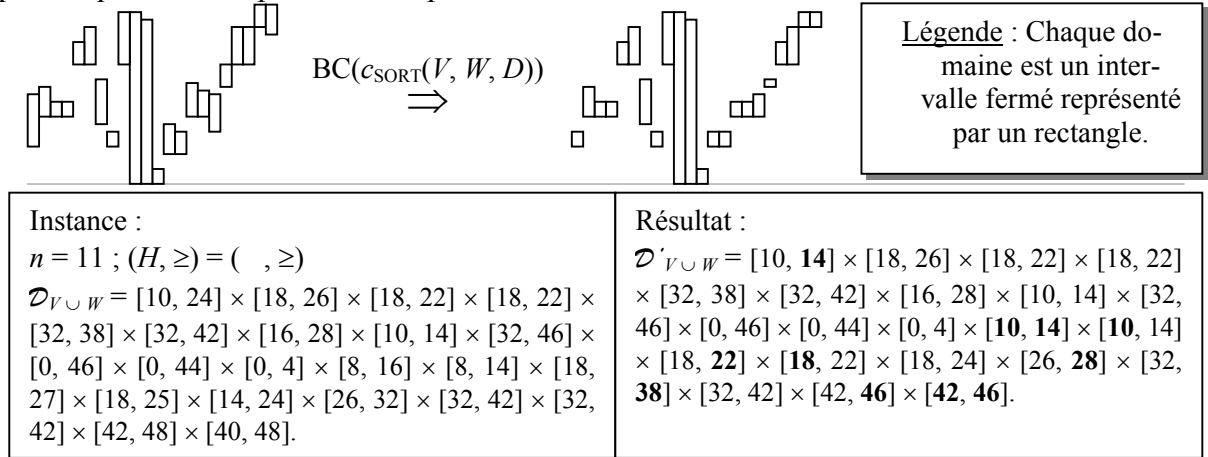 BC(cSORT(V, W, D))
⇒
Légende : Chaque do-
maine est un inter-
valle fermé représenté
par un rectangle.
Instance :
n = 11 ; (H, ≥) = ( , ≥)
𝒟V ∪ W = [10, 24] × [18, 26] × [18, 22] × [18, 22] ×
[32, 38] × [32, 42] × [16, 28] × [10, 14] × [32, 46] ×
[0, 46] × [0, 44] × [0, 4] × [8, 16] × [8, 14] × [18,
27] × [18, 25] × [14, 24] × [26, 32] × [32, 42] × [32,
42] × [42, 48] × [40, 48].
Résultat :
𝒟′V ∪ W = [10, 14] × [18, 26] × [18, 22] × [18, 22]
× [32, 38] × [32, 42] × [16, 28] × [10, 14] × [32,
46] × [0, 46] × [0, 44] × [0, 4] × [10, 14] × [10, 14]
× [18, 22] × [18, 22] × [18, 24] × [26, 28] × [32,
38] × [32, 42] × [42, 46] × [42, 46].